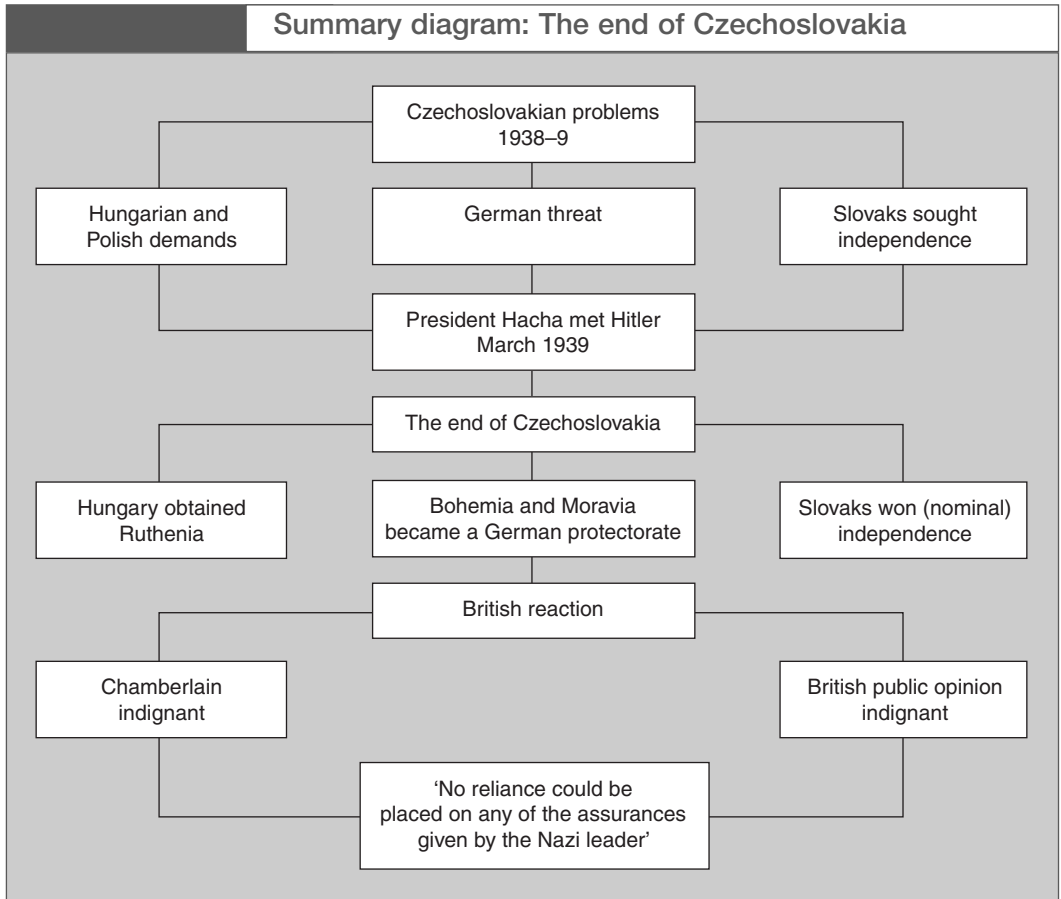 Summary diagram: The end of Czechoslovakia
Czechoslovakian problems
1938–9
Hungarian and
Polish demands
German threat
Slovaks sought
independence
President Hacha met Hitler
March 1939
The end of Czechoslovakia
Hungary obtained
Ruthenia
Bohemia and Moravia
became a German protectorate
Slovaks won (nominal)
independence
British reaction
Chamberlain
indignant
British public opinion
indignant
‘No reliance could be
placed on any of the assurances
given by the Nazi leader’